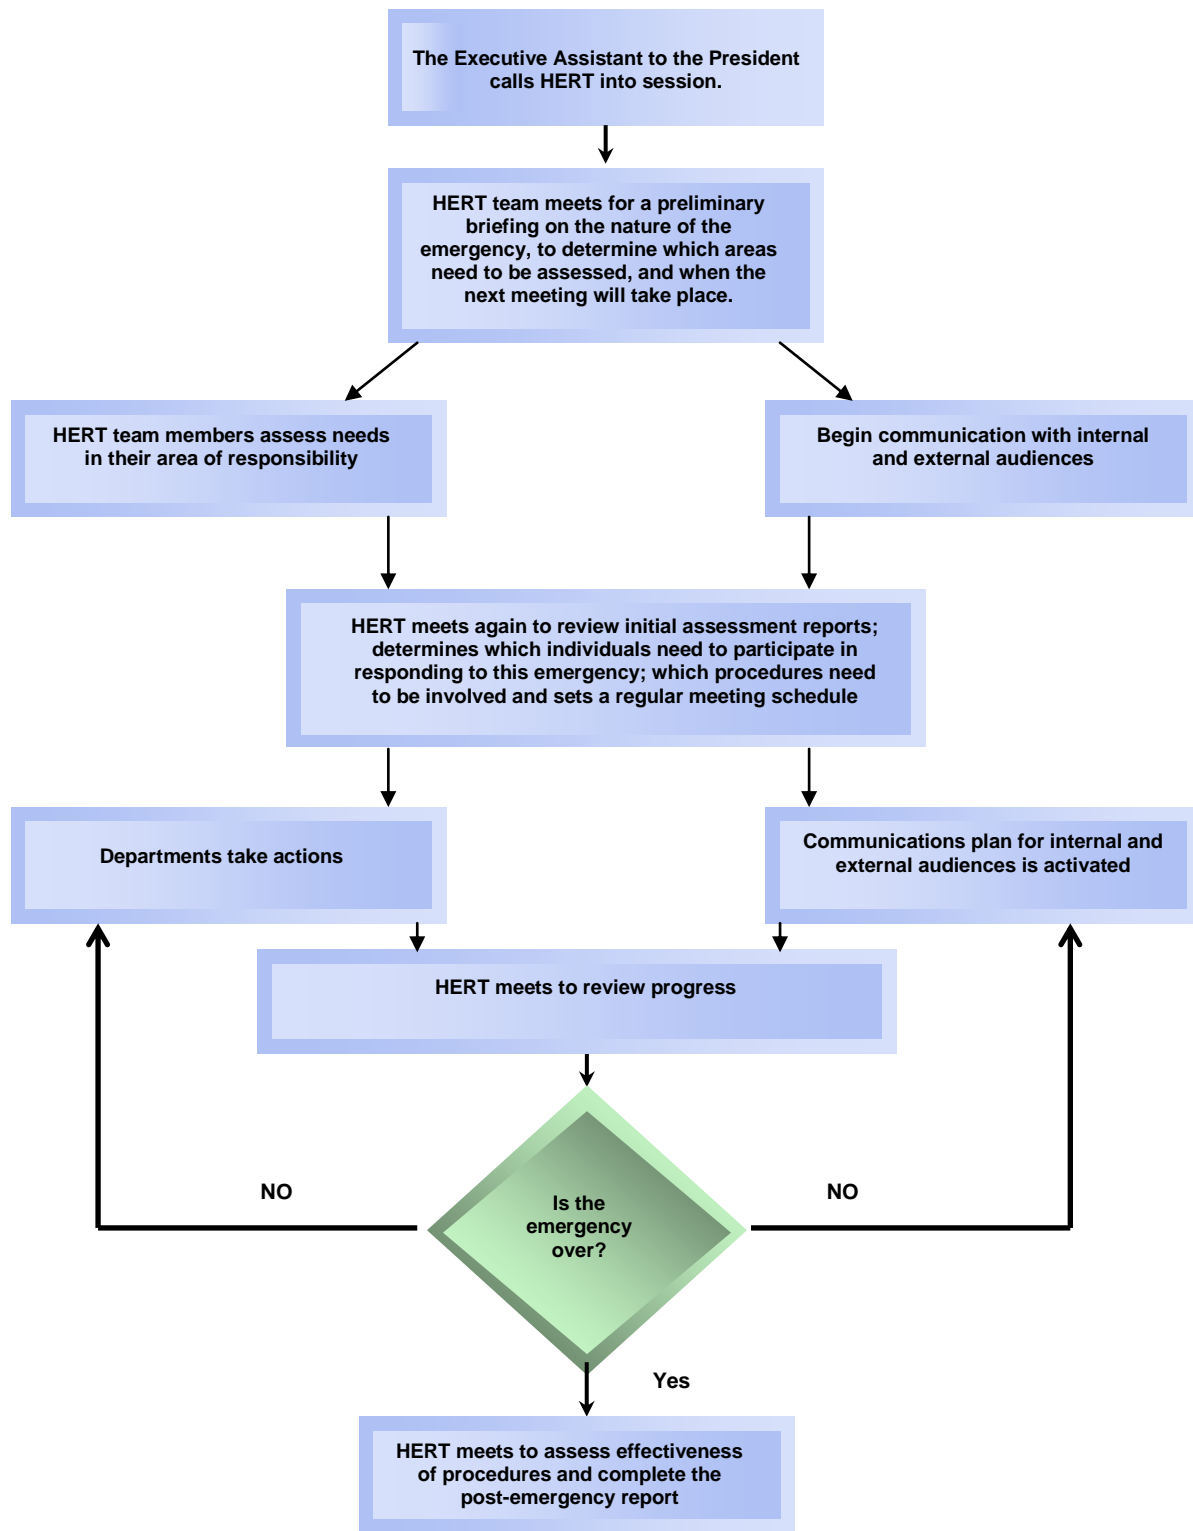 The Executive Assistant to the President
calls HERT into session.
HERT team meets for a preliminary
briefing on the nature of the
emergency, to determine which areas
need to be assessed, and when the
next meeting will take place.
HERT team members assess needs
in their area of responsibility
Begin communication with internal
and external audiences
HERT meets again to review initial assessment reports;
determines which individuals need to participate in
responding to this emergency; which procedures need
to be involved and sets a regular meeting schedule
Departments take actions
Communications plan for internal and
external audiences is activated
HERT meets to review progress
NO
Is the
emergency
over?
NO
Yes
HERT meets to assess effectiveness
of procedures and complete the
post-emergency report